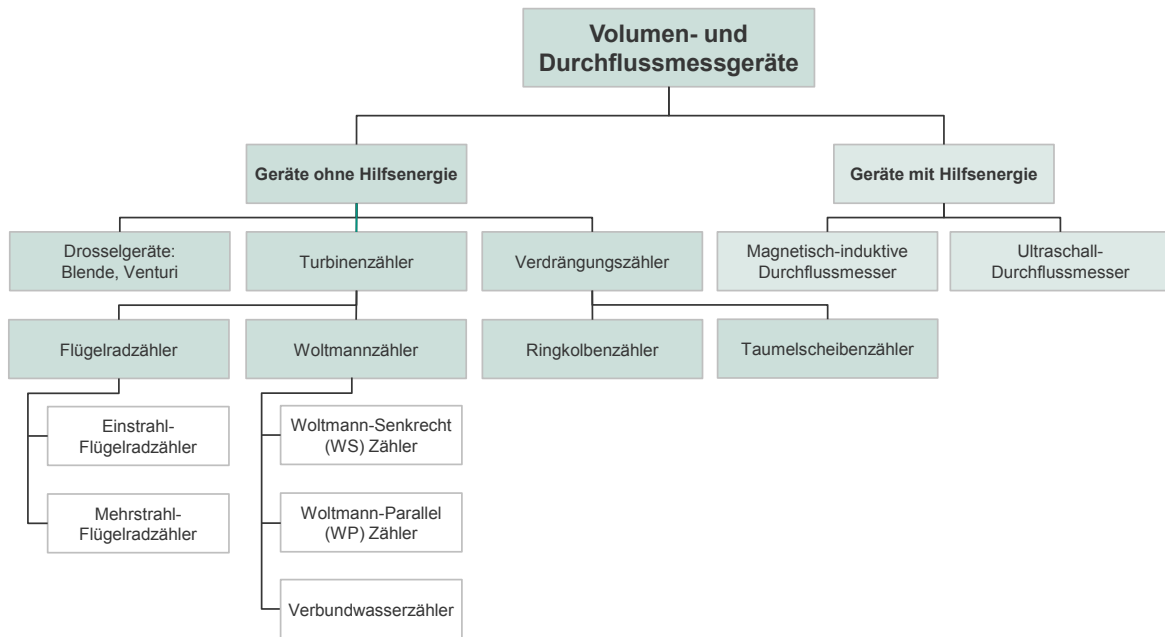 Volumen- und
Durchflussmessgeräte
Geräte ohne Hilfsenergie
Geräte mit Hilfsenergie
Drosselgeräte:
Blende, Venturi
Turbinenzähler
Verdrängungszähler
Magnetisch-induktive
Durchflussmesser
Ultraschall-
Durchflussmesser
Flügelradzähler
Woltmannzähler
Ringkolbenzähler
Taumelscheibenzähler
Einstrahl-
Flügelradzähler
Woltmann-Senkrecht
(WS) Zähler
Mehrstrahl-
Flügelradzähler
Woltmann-Parallel
(WP) Zähler
Verbundwasserzähler